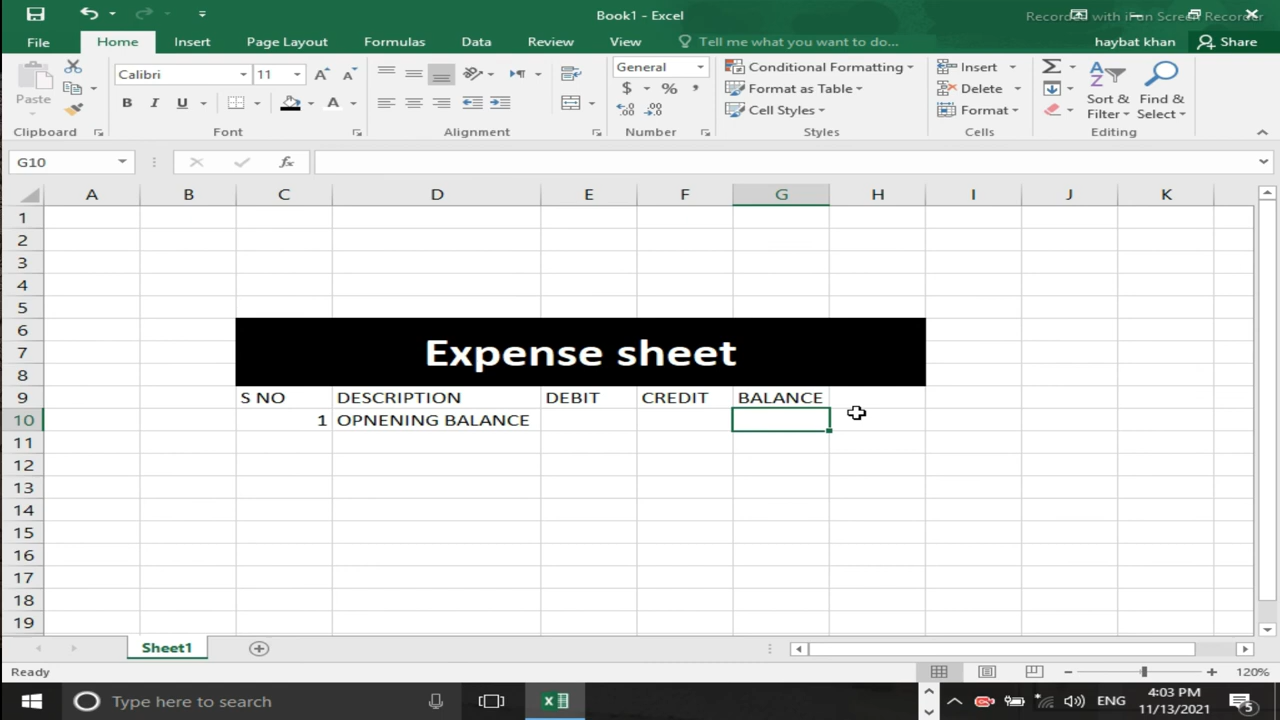 Book1 - Excel
Recorded with iFun Screen Recorder
File Home Insert Page Layout Formulas Data Review View Tell me what you want to do... haybat khan Share
Paste
Calibri 11
B I U A
General
$ % ,
Conditional Formatting
Format as Table
Cell Styles
Insert
Delete
Format
Sort & Filter
Find & Select
Clipboard Font Alignment Number Styles Cells Editing
G10 fx
A B C D E F G H I J K
1
2
3
4
5
6
7 Expense sheet
8
9 S NO DESCRIPTION DEBIT CREDIT BALANCE
10 1 OPNENING BALANCE
11
12
13
14
15
16
17
18
19
Sheet1
Ready 120%
Type here to search ENG 4:03 PM
11/13/2021 5